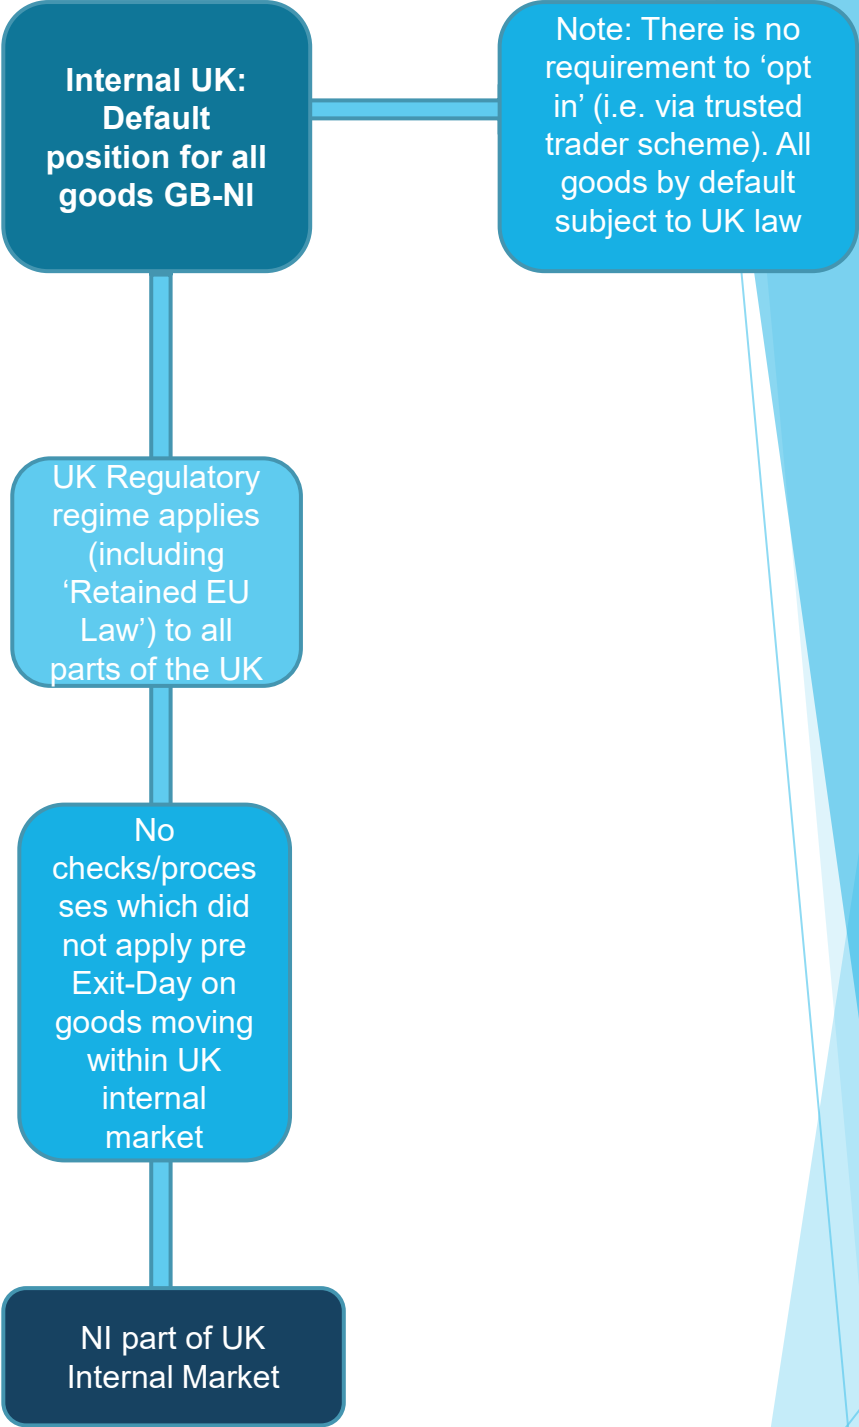 Internal UK:
Default
position for all
goods GB-NI
Note: There is no
requirement to ‘opt
in’ (i.e. via trusted
trader scheme). All
goods by default
subject to UK law
UK Regulatory
regime applies
(including
‘Retained EU
Law’) to all
parts of the UK
No
checks/proces
ses which did
not apply pre
Exit-Day on
goods moving
within UK
internal
market
NI part of UK
Internal Market